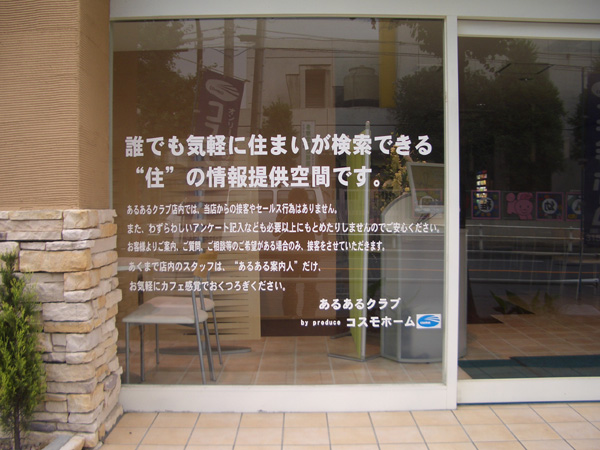 誰でも気軽に住まいが検索できる
“住”の情報提供空間です。
あるあるクラブ店内では、当店からの接客やセールス行為はありません。
また、わずらわしいアンケート記入なども必要以上にもとめたりしませんのでご安心ください。
お客様よりご案内、ご質問、ご相談等のご希望がある場合のみ、接客をさせていただきます。
あくまで店内のスタッフは、“あるある案内人”だけ。
お気軽にカフェ感覚でおくつろぎください。
あるあるクラブ
by produce コスモホーム